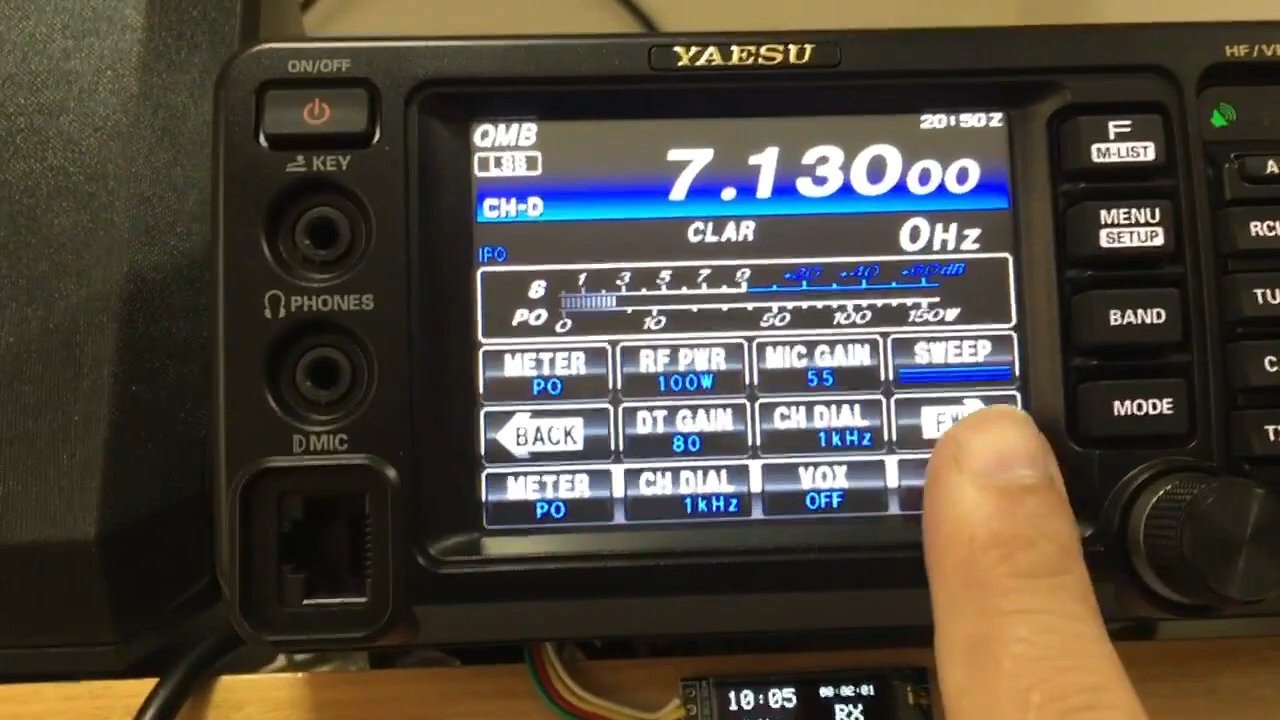 YAESU
HF/V
ON/OFF
KEY
PHONES
MIC
QMB
20:50Z
LSB
7.13000
CH-D
CLAR
0Hz
IPO
S 1 3 5 7 9 +20 +40 +60dB
PO 0 10 50 100 150W
METER
PO
RF PWR
100W
MIC GAIN
55
SWEEP
BACK
DT GAIN
80
CH DIAL
1kHz
METER
PO
CH DIAL
1kHz
VOX
OFF
F
M-LIST
MENU
SETUP
BAND
MODE
10:05
00:02:01
RX